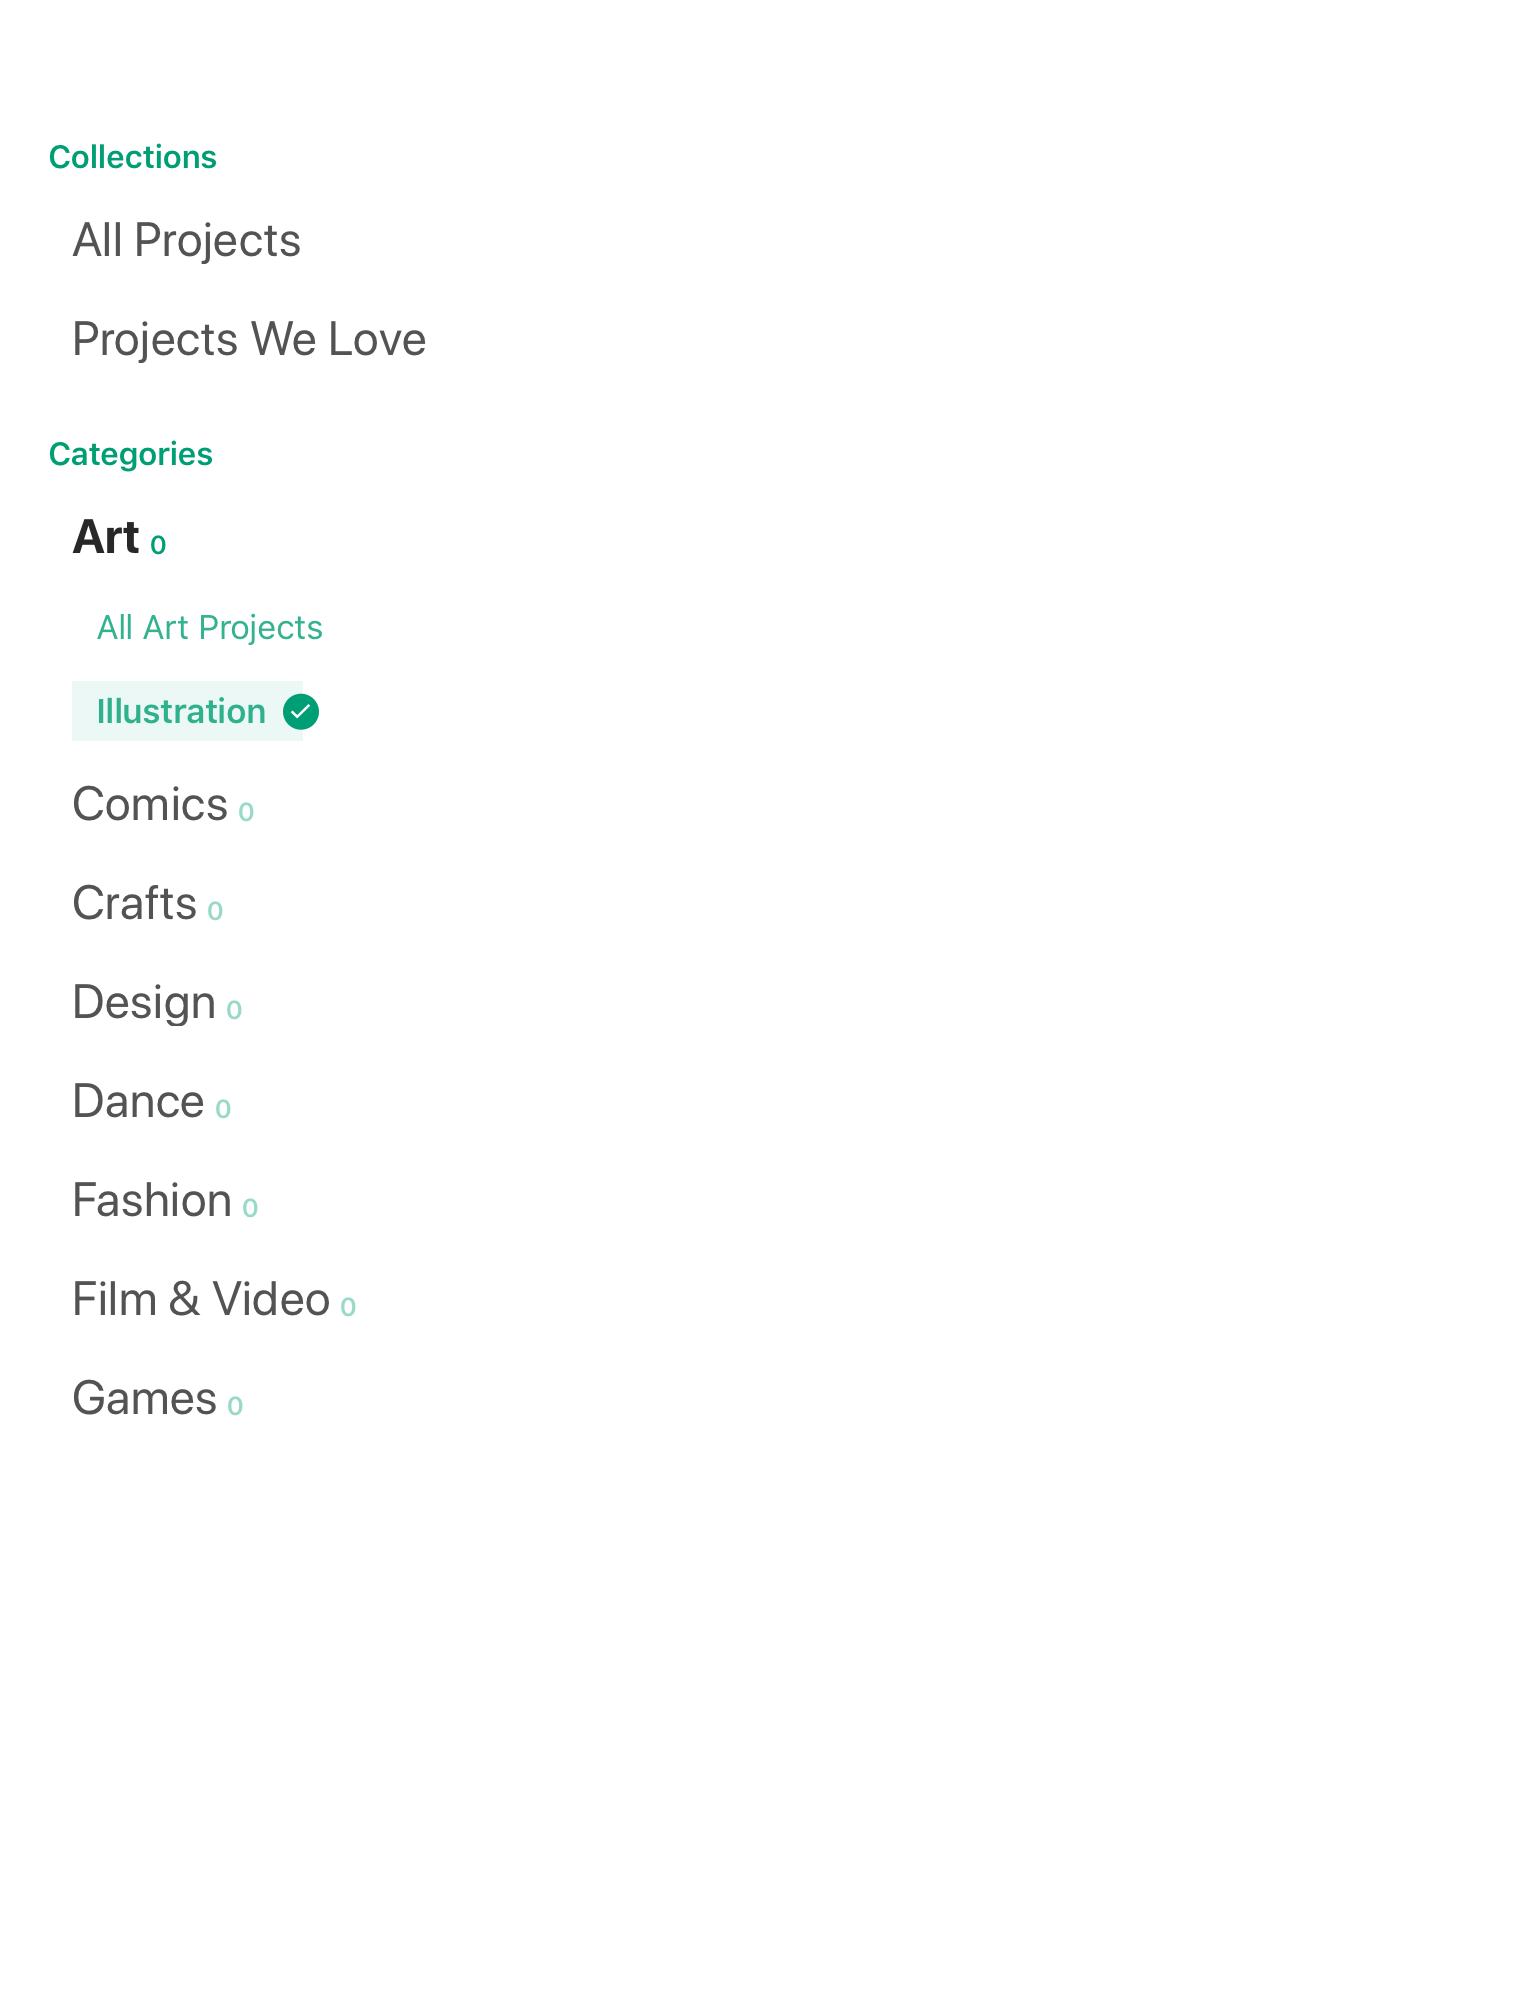 Collections
All Projects
Projects We Love
Categories
Art 0
All Art Projects
Illustration
Comics 0
Crafts 0
Design 0
Dance 0
Fashion 0
Film & Video 0
Games 0